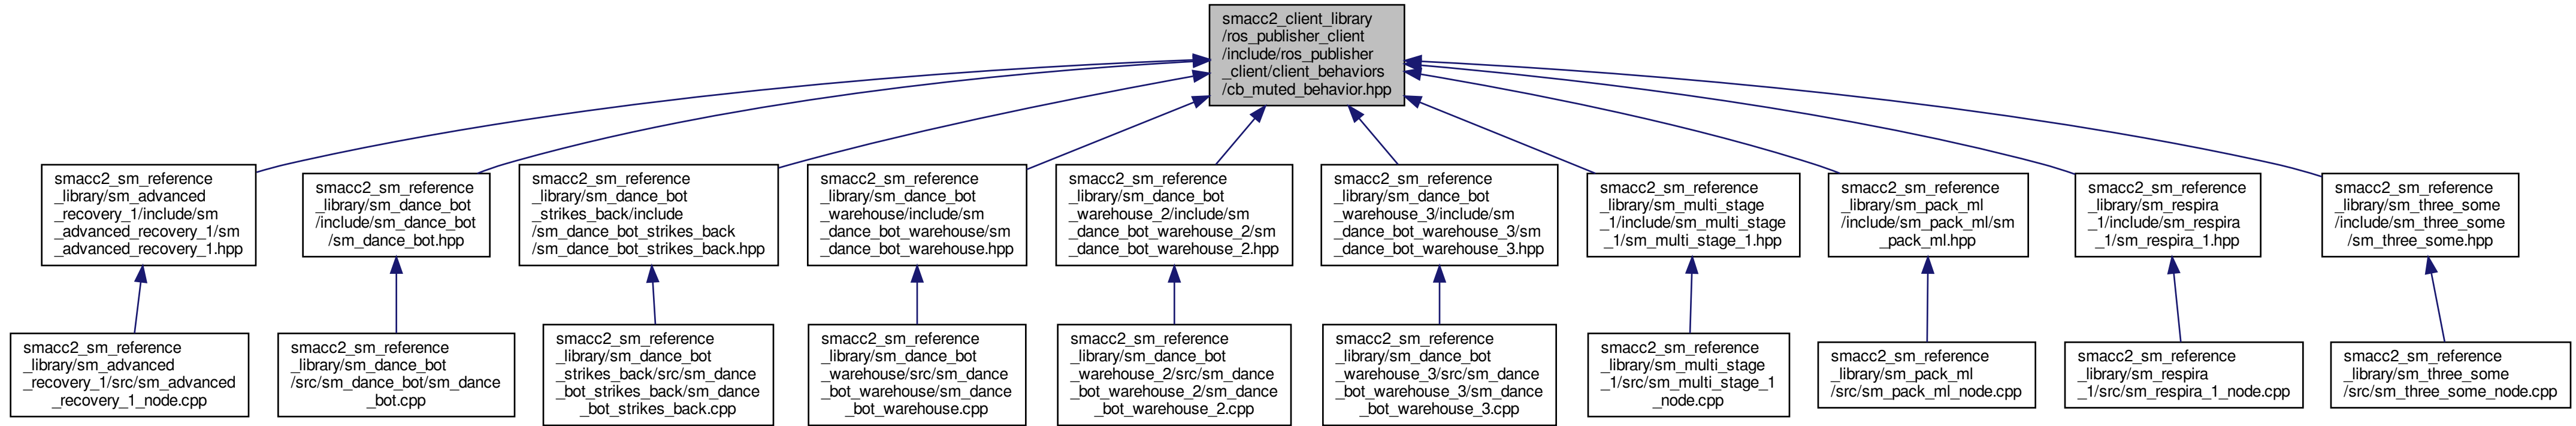 smacc2_client_library
/ros_publisher_client
/include/ros_publisher
_client/client_behaviors
/cb_muted_behavior.hpp
smacc2_sm_reference
_library/sm_advanced
_recovery_1/include/sm
_advanced_recovery_1/sm
_advanced_recovery_1.hpp
smacc2_sm_reference
_library/sm_dance_bot
/include/sm_dance_bot
/sm_dance_bot.hpp
smacc2_sm_reference
_library/sm_dance_bot
_strikes_back/include
/sm_dance_bot_strikes_back
/sm_dance_bot_strikes_back.hpp
smacc2_sm_reference
_library/sm_dance_bot
_warehouse/include/sm
_dance_bot_warehouse/sm
_dance_bot_warehouse.hpp
smacc2_sm_reference
_library/sm_dance_bot
_warehouse_2/include/sm
_dance_bot_warehouse_2/sm
_dance_bot_warehouse_2.hpp
smacc2_sm_reference
_library/sm_dance_bot
_warehouse_3/include/sm
_dance_bot_warehouse_3/sm
_dance_bot_warehouse_3.hpp
smacc2_sm_reference
_library/sm_multi_stage
_1/include/sm_multi_stage
_1/sm_multi_stage_1.hpp
smacc2_sm_reference
_library/sm_pack_ml
/include/sm_pack_ml/sm
_pack_ml.hpp
smacc2_sm_reference
_library/sm_respira
_1/include/sm_respira
_1/sm_respira_1.hpp
smacc2_sm_reference
_library/sm_three_some
/include/sm_three_some
/sm_three_some.hpp
smacc2_sm_reference
_library/sm_advanced
_recovery_1/src/sm_advanced
_recovery_1_node.cpp
smacc2_sm_reference
_library/sm_dance_bot
/src/sm_dance_bot/sm_dance
_bot.cpp
smacc2_sm_reference
_library/sm_dance_bot
_strikes_back/src/sm_dance
_bot_strikes_back/sm_dance
_bot_strikes_back.cpp
smacc2_sm_reference
_library/sm_dance_bot
_warehouse/src/sm_dance
_bot_warehouse/sm_dance
_bot_warehouse.cpp
smacc2_sm_reference
_library/sm_dance_bot
_warehouse_2/src/sm_dance
_bot_warehouse_2/sm_dance
_bot_warehouse_2.cpp
smacc2_sm_reference
_library/sm_dance_bot
_warehouse_3/src/sm_dance
_bot_warehouse_3/sm_dance
_bot_warehouse_3.cpp
smacc2_sm_reference
_library/sm_multi_stage
_1/src/sm_multi_stage_1
_node.cpp
smacc2_sm_reference
_library/sm_pack_ml
/src/sm_pack_ml_node.cpp
smacc2_sm_reference
_library/sm_respira
_1/src/sm_respira_1_node.cpp
smacc2_sm_reference
_library/sm_three_some
/src/sm_three_some_node.cpp